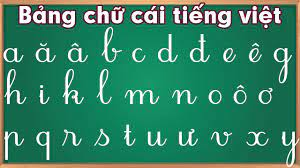 Bảng chữ cái tiếng việt
a ă â b c d đ e ê g
h i k l m n o ô ơ
p q r s t u ư v x y